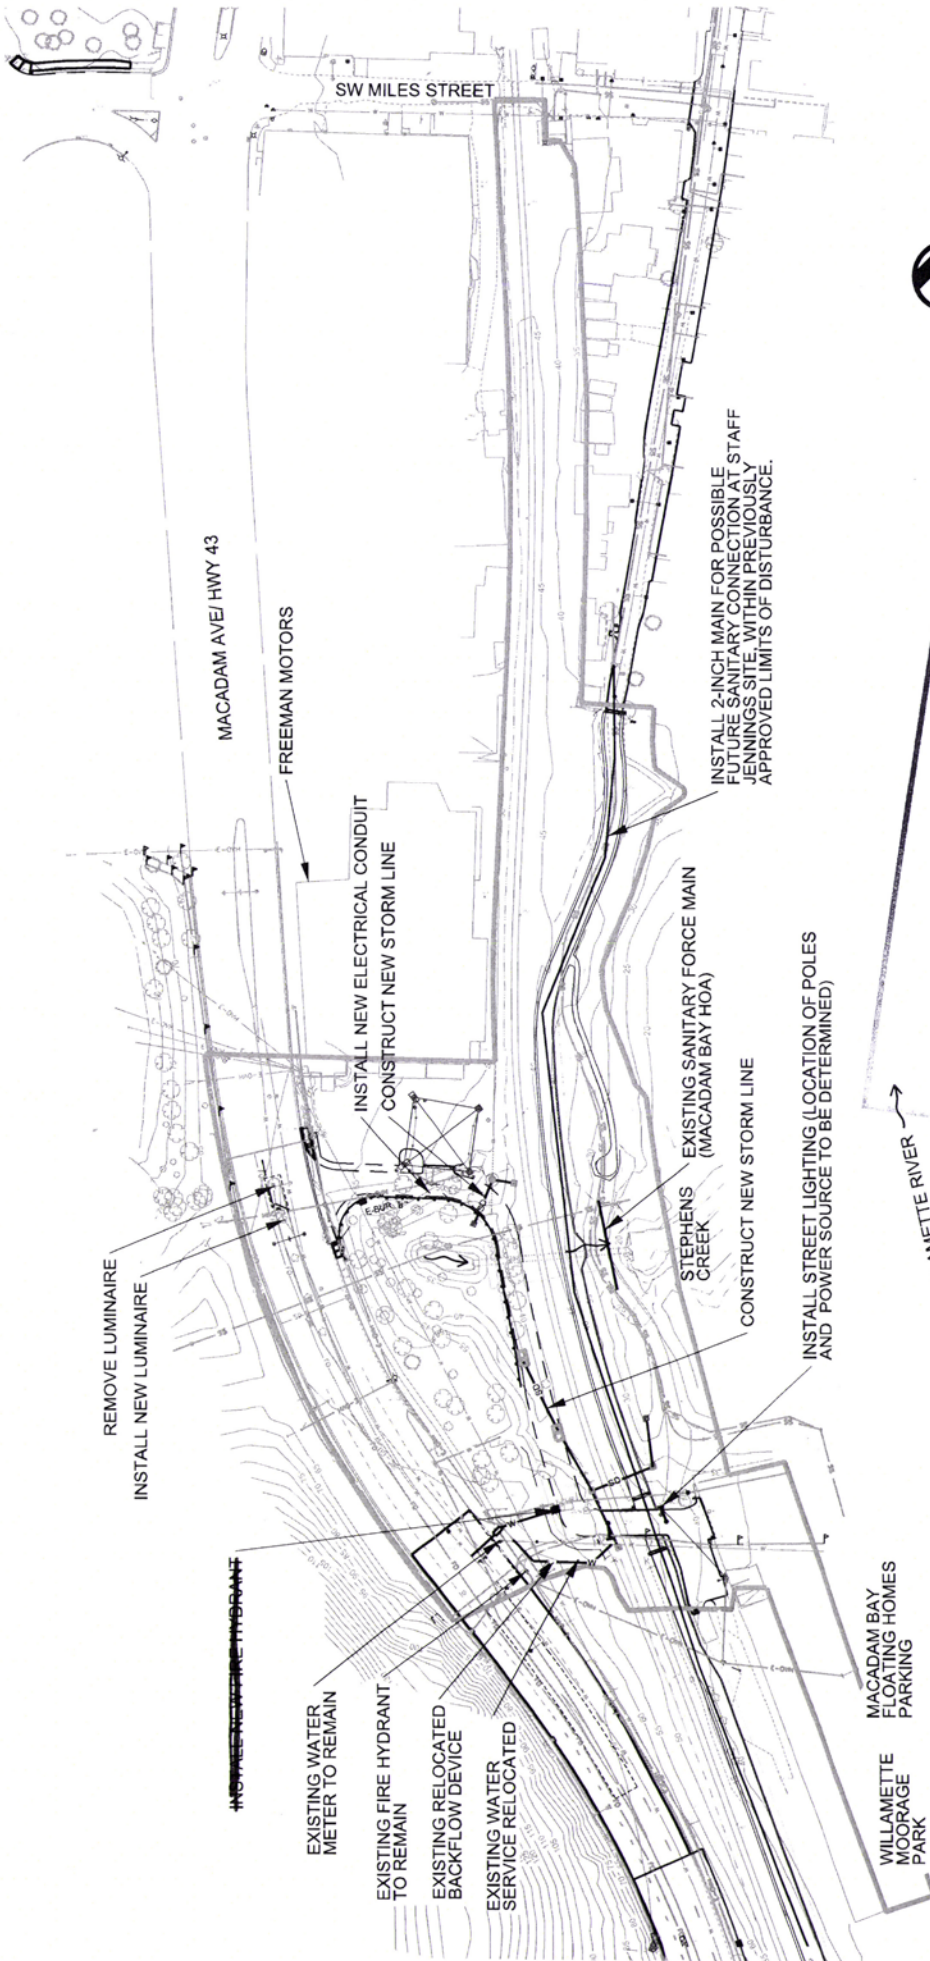 SW MILES STREET
MACADAM AVE/ HWY 43
FREEMAN MOTORS
INSTALL NEW ELECTRICAL CONDUIT
CONSTRUCT NEW STORM LINE
INSTALL 2-INCH MAIN FOR POSSIBLE
FUTURE SANITARY CONNECTION AT STAFF
JENNINGS SITE, WITHIN PREVIOUSLY
APPROVED LIMITS OF DISTURBANCE.
REMOVE LUMINAIRE
INSTALL NEW LUMINAIRE
EXISTING SANITARY FORCE MAIN
(MACADAM BAY HOA)
STEPHENS
CREEK
CONSTRUCT NEW STORM LINE
INSTALL STREET LIGHTING (LOCATION OF POLES
AND POWER SOURCE TO BE DETERMINED)
AMETTE RIVER
INSTALL NEW FIRE HYDRANT
EXISTING WATER
METER TO REMAIN
EXISTING FIRE HYDRANT
TO REMAIN
EXISTING RELOCATED
BACKFLOW DEVICE
EXISTING WATER
SERVICE RELOCATED
MACADAM BAY
FLOATING HOMES
PARKING
WILLAMETTE
MOORAGE
PARK